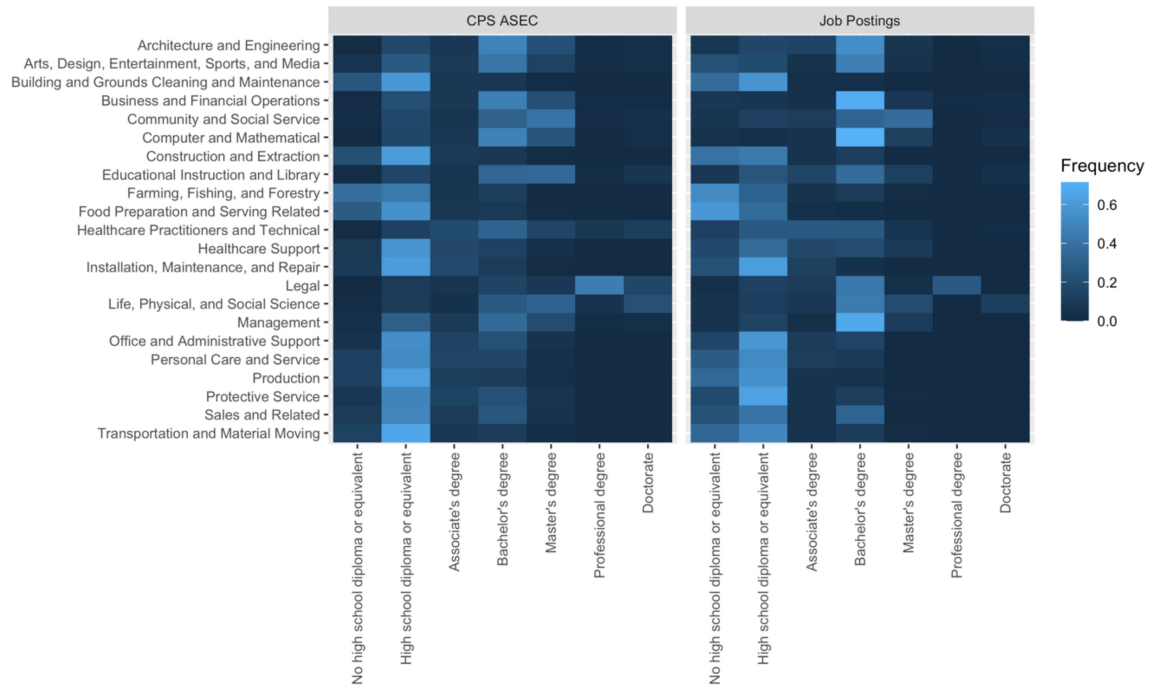 CPS ASEC
Job Postings
Architecture and Engineering
Arts, Design, Entertainment, Sports, and Media
Building and Grounds Cleaning and Maintenance
Business and Financial Operations
Community and Social Service
Computer and Mathematical
Construction and Extraction
Educational Instruction and Library
Farming, Fishing, and Forestry
Food Preparation and Serving Related
Healthcare Practitioners and Technical
Healthcare Support
Installation, Maintenance, and Repair
Legal
Life, Physical, and Social Science
Management
Office and Administrative Support
Personal Care and Service
Production
Protective Service
Sales and Related
Transportation and Material Moving
No high school diploma or equivalent
High school diploma or equivalent
Associate's degree
Bachelor's degree
Master's degree
Professional degree
Doctorate
No high school diploma or equivalent
High school diploma or equivalent
Associate's degree
Bachelor's degree
Master's degree
Professional degree
Doctorate
Frequency
0.6
0.4
0.2
0.0